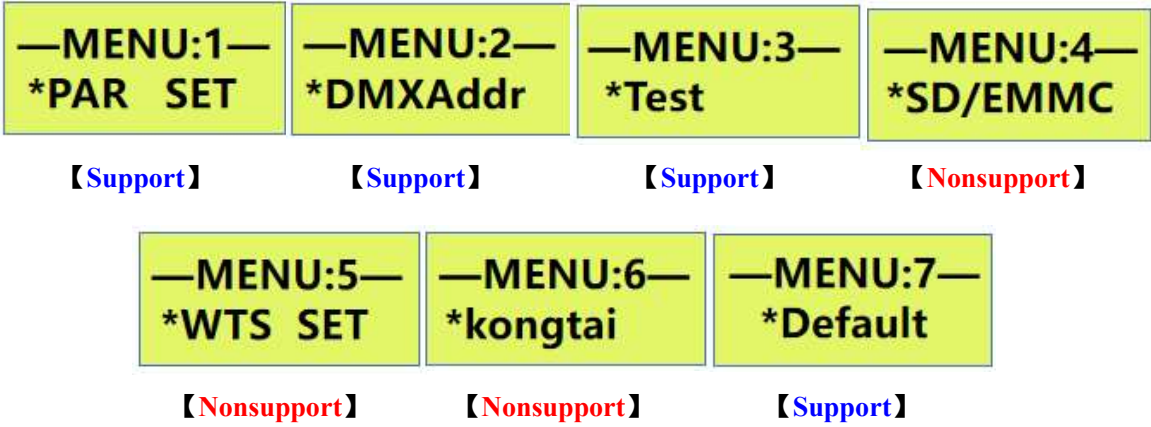 —MENU:1—
*PAR SET
—MENU:2—
*DMXAddr
—MENU:3—
*Test
—MENU:4—
*SD/EMMC
【Support】
【Support】
【Support】
【Nonsupport】
—MENU:5—
*WTS SET
—MENU:6—
*kongtai
—MENU:7—
*Default
【Nonsupport】
【Nonsupport】
【Support】